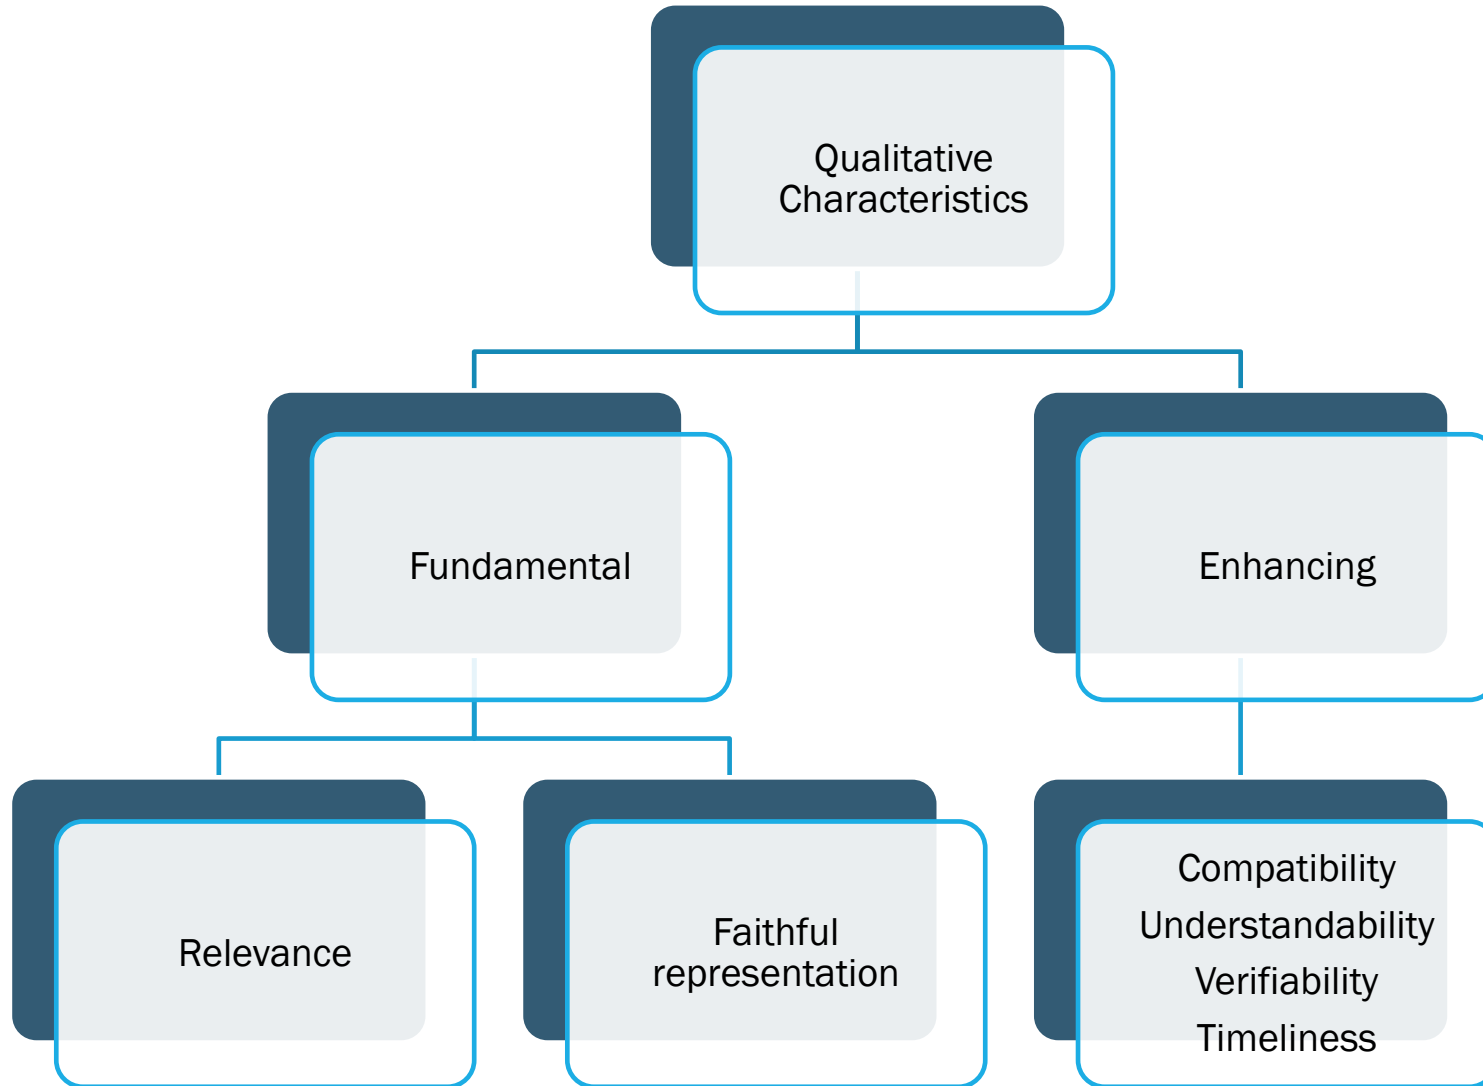 Qualitative
Characteristics
Fundamental
Enhancing
Relevance
Faithful
representation
Compatibility
Understandability
Verifiability
Timeliness